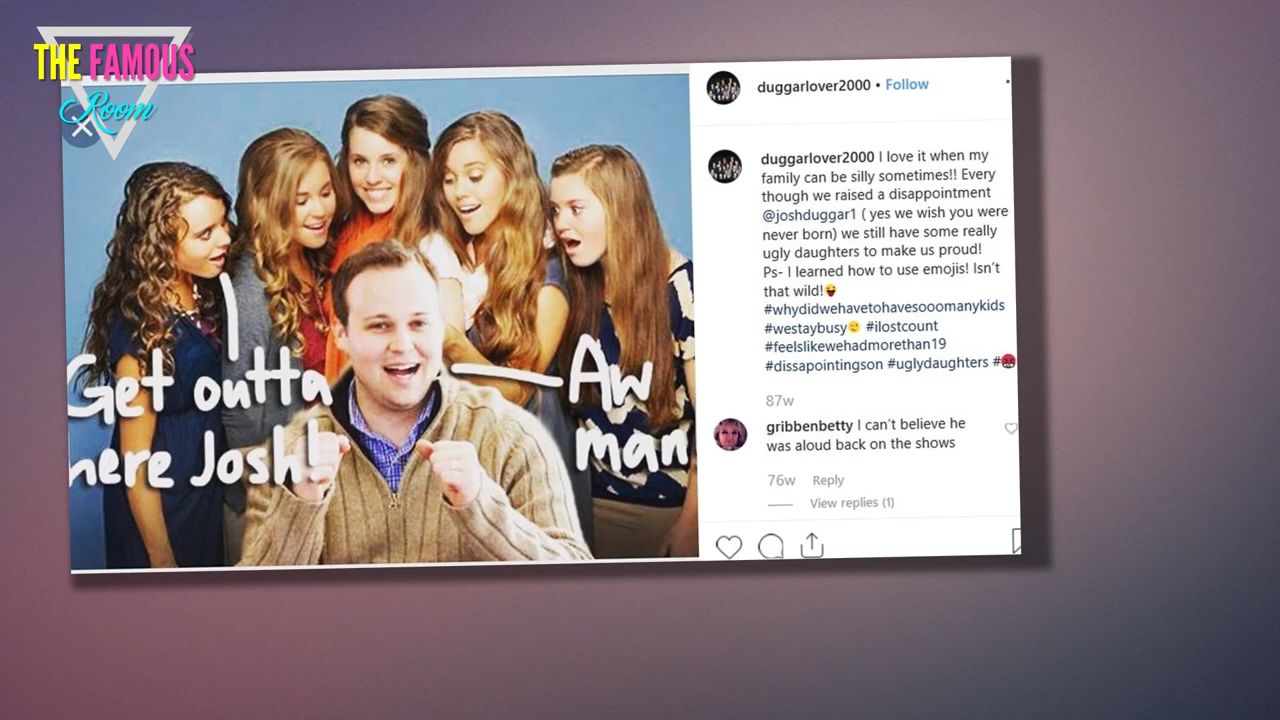 THE FAMOUS
Room
Get outta
here Josh!
Aw
man
duggarlover2000 • Follow
duggarlover2000 I love it when my
family can be silly sometimes!! Every
though we raised a disappointment
@joshduggar1 ( yes we wish you were
never born) we still have some really
ugly daughters to make us proud!
Ps- I learned how to use emojis! Isn't
that wild!😜
#whydidwehavetohavesooomanykids
#westaybusy😉 #ilostcount
#feelslikewehadmorethan19
#dissapointingson #uglydaughters #🤬
87w
gribbenbetty I can't believe he
was aloud back on the shows
76w Reply
View replies (1)